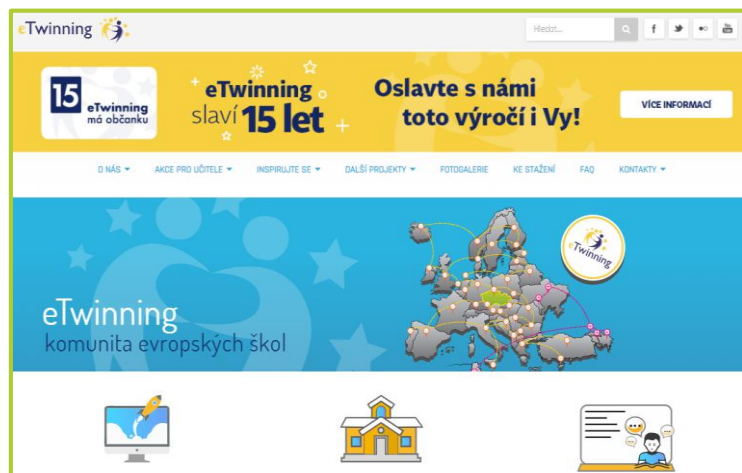 eTwinning
Hledat...
15
eTwinning
má občanku
eTwinning
slaví 15 let
Oslavte s námi
toto výročí i Vy!
VÍCE INFORMACÍ
O NÁS
AKCE PRO UČITELE
INSPIRUJTE SE
DALŠÍ PROJEKTY
FOTOGALERIE
KE STAŽENÍ
FAQ
KONTAKTY
eTwinning
eTwinning
komunita evropských škol